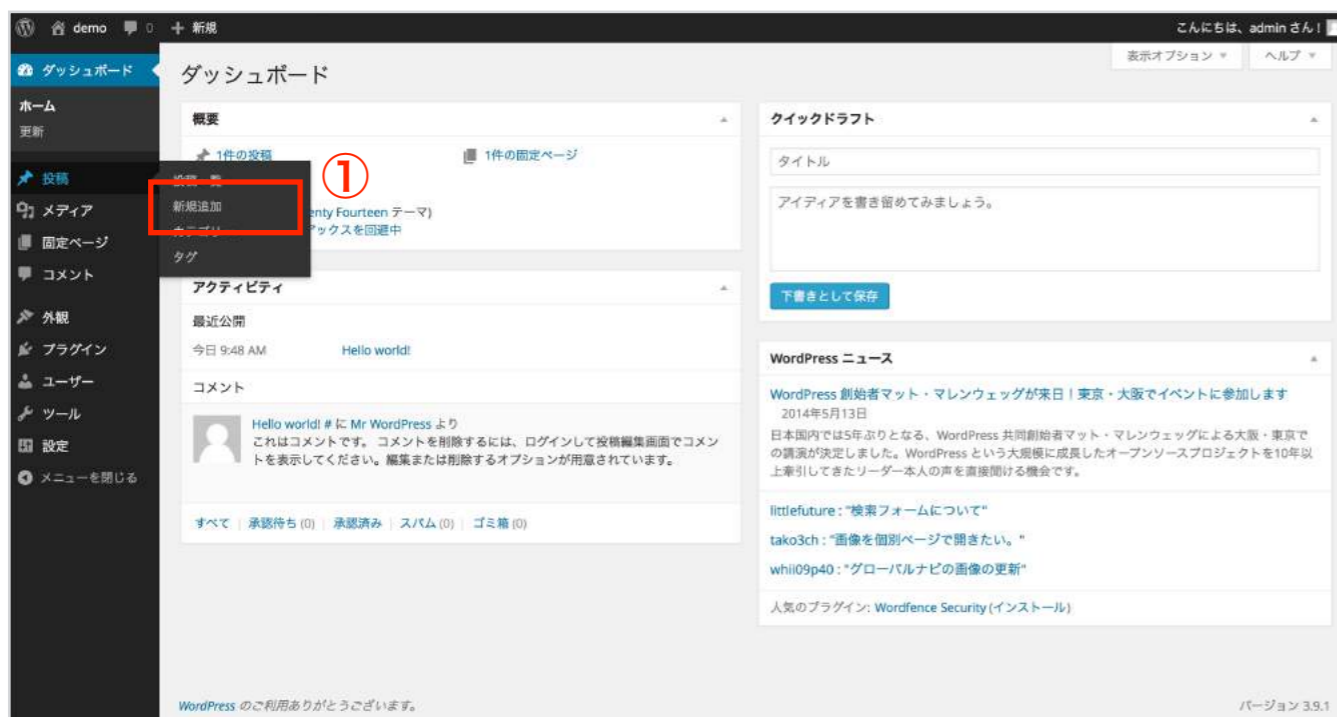 demo 0 + 新規
こんにちは、admin さん!
表示オプション ヘルプ
ダッシュボード
ホーム
更新
投稿
メディア
固定ページ
コメント
外観
プラグイン
ユーザー
ツール
設定
メニューを閉じる
投稿一覧
新規追加
カテゴリー
タグ
①
ダッシュボード
概要
1件の投稿
1件の固定ページ
Fourteen テーマ)
を回避中
アクティビティ
最近公開
今日 9:48 AM Hello world!
コメント
Hello world! # に Mr WordPress より
これはコメントです。 コメントを削除するには、ログインして投稿編集画面でコメン
トを表示してください。編集または削除するオプションが用意されています。
すべて | 承認待ち (0) | 承認済み | スパム (0) | ゴミ箱 (0)
クイックドラフト
タイトル
アイディアを書き留めてみましょう。
下書きとして保存
WordPress ニュース
WordPress 創始者マット・マレンウェッグが来日!東京・大阪でイベントに参加します
2014年5月13日
日本国内では5年ぶりとなる、WordPress 共同創始者マット・マレンウェッグによる大阪・東京で
の講演が決定しました。WordPress という大規模に成長したオープンソースプロジェクトを10年以
上牽引してきたリーダー本人の声を直接聞ける機会です。
littlefuture : "検索フォームについて"
tako3ch : "画像を個別ページで開きたい。"
whii09p40 : "グローバルナビの画像の更新"
人気のプラグイン: Wordfence Security (インストール)
WordPress のご利用ありがとうございます。
バージョン 3.9.1